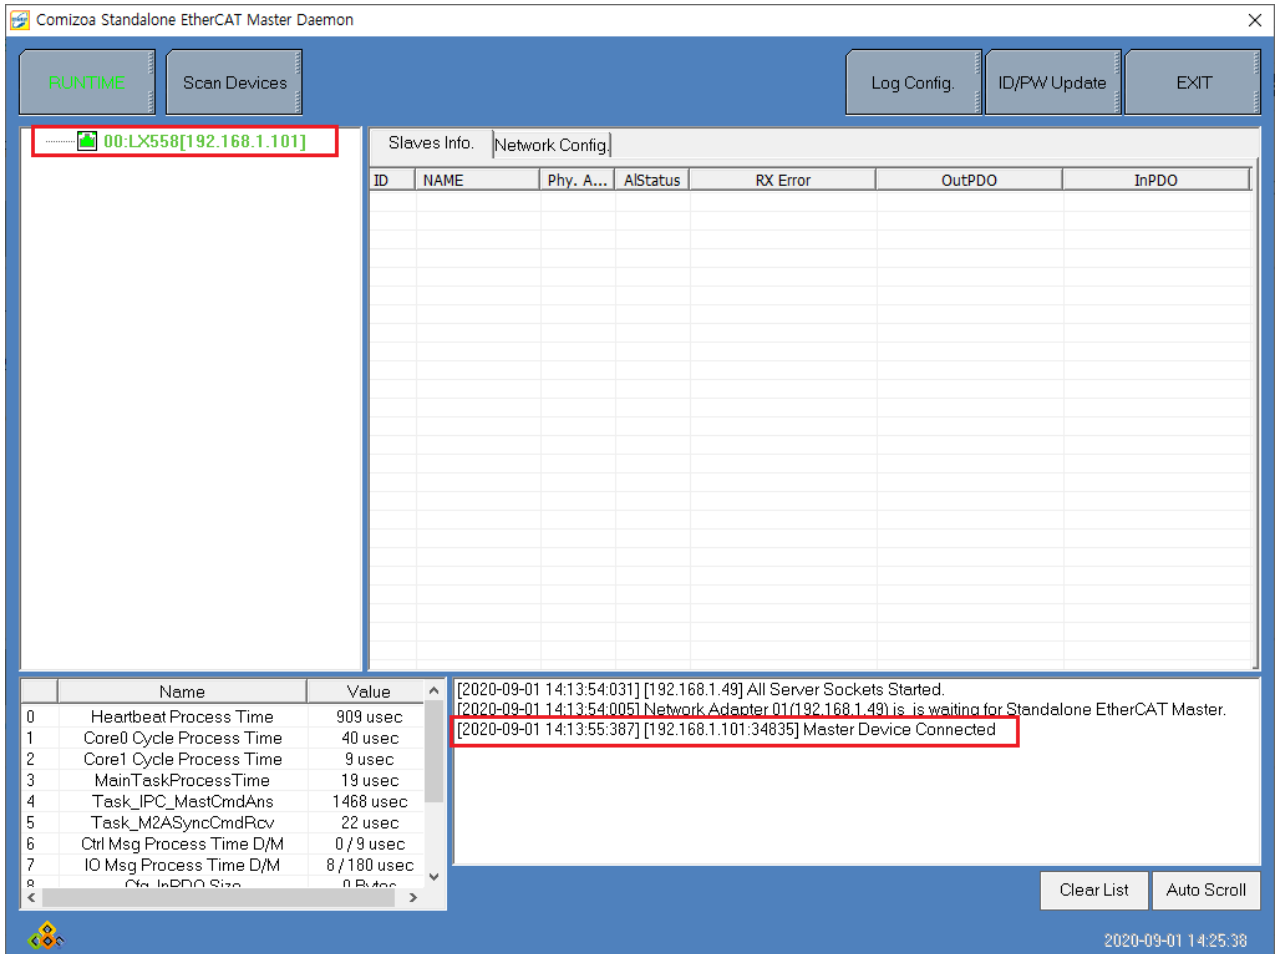 Comizoa Standalone EtherCAT Master Daemon
RUNTIME Scan Devices Log Config. ID/PW Update EXIT
00:LX558[192.168.1.101]
Slaves Info. Network Config.
ID NAME Phy. A... AlStatus RX Error OutPDO InPDO
Name Value
0 Heartbeat Process Time 909 usec
1 Core0 Cycle Process Time 40 usec
2 Core1 Cycle Process Time 9 usec
3 MainTaskProcessTime 19 usec
4 Task_IPC_MastCmdAns 1468 usec
5 Task_M2ASyncCmdRcv 22 usec
6 Ctrl Msg Process Time D/M 0 / 9 usec
7 IO Msg Process Time D/M 8 / 180 usec
8 Cfg. InPDO Size 0 Bytes
[2020-09-01 14:13:54:031] [192.168.1.49] All Server Sockets Started.
[2020-09-01 14:13:54:005] Network Adapter 01(192.168.1.49) is is waiting for Standalone EtherCAT Master.
[2020-09-01 14:13:55:387] [192.168.1.101:34835] Master Device Connected
Clear List Auto Scroll
2020-09-01 14:25:38